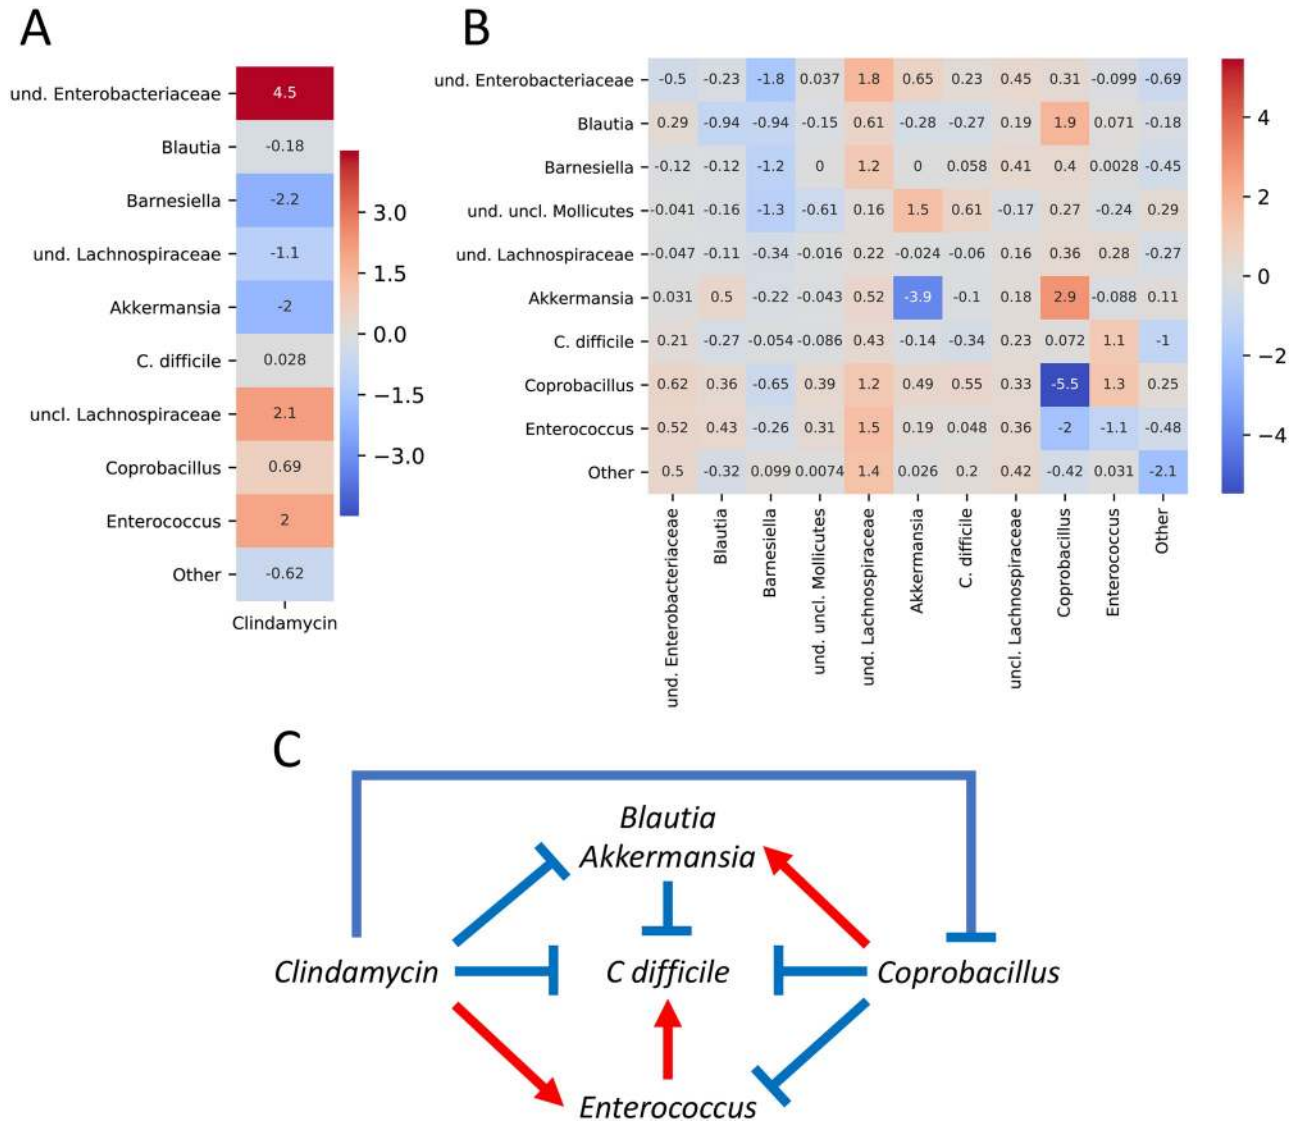 A
und. Enterobacteriaceae 4.5
Blautia -0.18
Barnesiella -2.2
und. Lachnospiraceae -1.1
Akkermansia -2
C. difficile 0.028
uncl. Lachnospiraceae 2.1
Coprobacillus 0.69
Enterococcus 2
Other -0.62
Clindamycin
3.0
1.5
0.0
−1.5
−3.0
B
und. Enterobacteriaceae -0.5 -0.23 -1.8 0.037 1.8 0.65 0.23 0.45 0.31 -0.099 -0.69
Blautia 0.29 -0.94 -0.94 -0.15 0.61 -0.28 -0.27 0.19 1.9 0.071 -0.18
Barnesiella -0.12 -0.12 -1.2 0 1.2 0 0.058 0.41 0.4 0.0028 -0.45
und. uncl. Mollicutes -0.041 -0.16 -1.3 -0.61 0.16 1.5 0.61 -0.17 0.27 -0.24 0.29
und. Lachnospiraceae -0.047 -0.11 -0.34 -0.016 0.22 -0.024 -0.06 0.16 0.36 0.28 -0.27
Akkermansia 0.031 0.5 -0.22 -0.043 0.52 -3.9 -0.1 0.18 2.9 -0.088 0.11
C. difficile 0.21 -0.27 -0.054 -0.086 0.43 -0.14 -0.34 0.23 0.072 1.1 -1
Coprobacillus 0.62 0.36 -0.65 0.39 1.2 0.49 0.55 0.33 -5.5 1.3 0.25
Enterococcus 0.52 0.43 -0.26 0.31 1.5 0.19 0.048 0.36 -2 -1.1 -0.48
Other 0.5 -0.32 0.099 0.0074 1.4 0.026 0.2 0.42 -0.42 0.031 -2.1
und. Enterobacteriaceae
Blautia
Barnesiella
und. uncl. Mollicutes
und. Lachnospiraceae
Akkermansia
C. difficile
uncl. Lachnospiraceae
Coprobacillus
Enterococcus
Other
4
2
0
−2
−4
C
Blautia
Akkermansia
Clindamycin C difficile Coprobacillus
Enterococcus